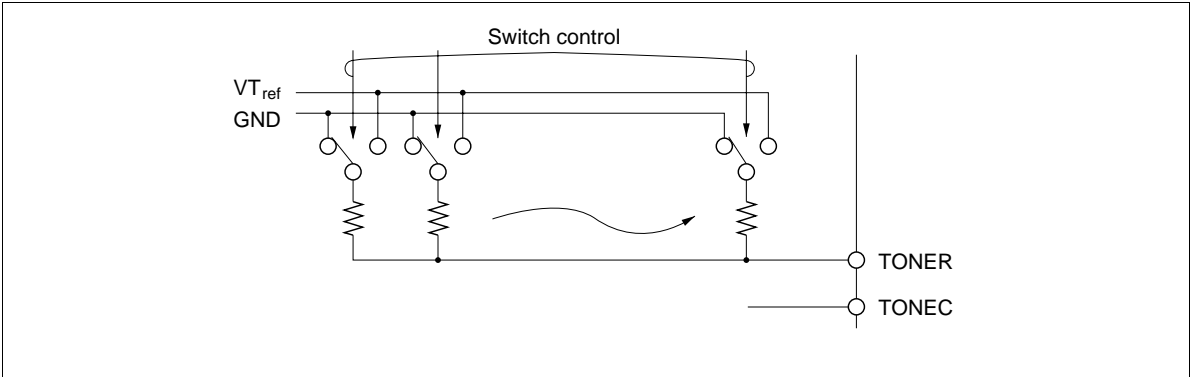 Switch control
VTref
GND
TONER
TONEC